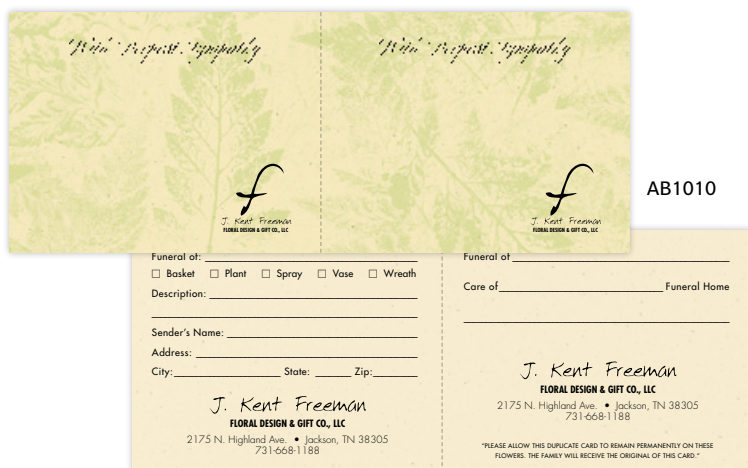 With Deepest Sympathy
With Deepest Sympathy
f
J. Kent Freeman
FLORAL DESIGN & GIFT CO., LLC
f
J. Kent Freeman
FLORAL DESIGN & GIFT CO., LLC
AB1010
Funeral of:
☐ Basket ☐ Plant ☐ Spray ☐ Vase ☐ Wreath
Description:
Sender's Name:
Address:
City: State: Zip:
J. Kent Freeman
FLORAL DESIGN & GIFT CO., LLC
2175 N. Highland Ave. • Jackson, TN 38305
731-668-1188
Funeral of
Care of Funeral Home
J. Kent Freeman
FLORAL DESIGN & GIFT CO., LLC
2175 N. Highland Ave. • Jackson, TN 38305
731-668-1188
"PLEASE ALLOW THIS DUPLICATE CARD TO REMAIN PERMANENTLY ON THESE
FLOWERS. THE FAMILY WILL RECEIVE THE ORIGINAL OF THIS CARD."